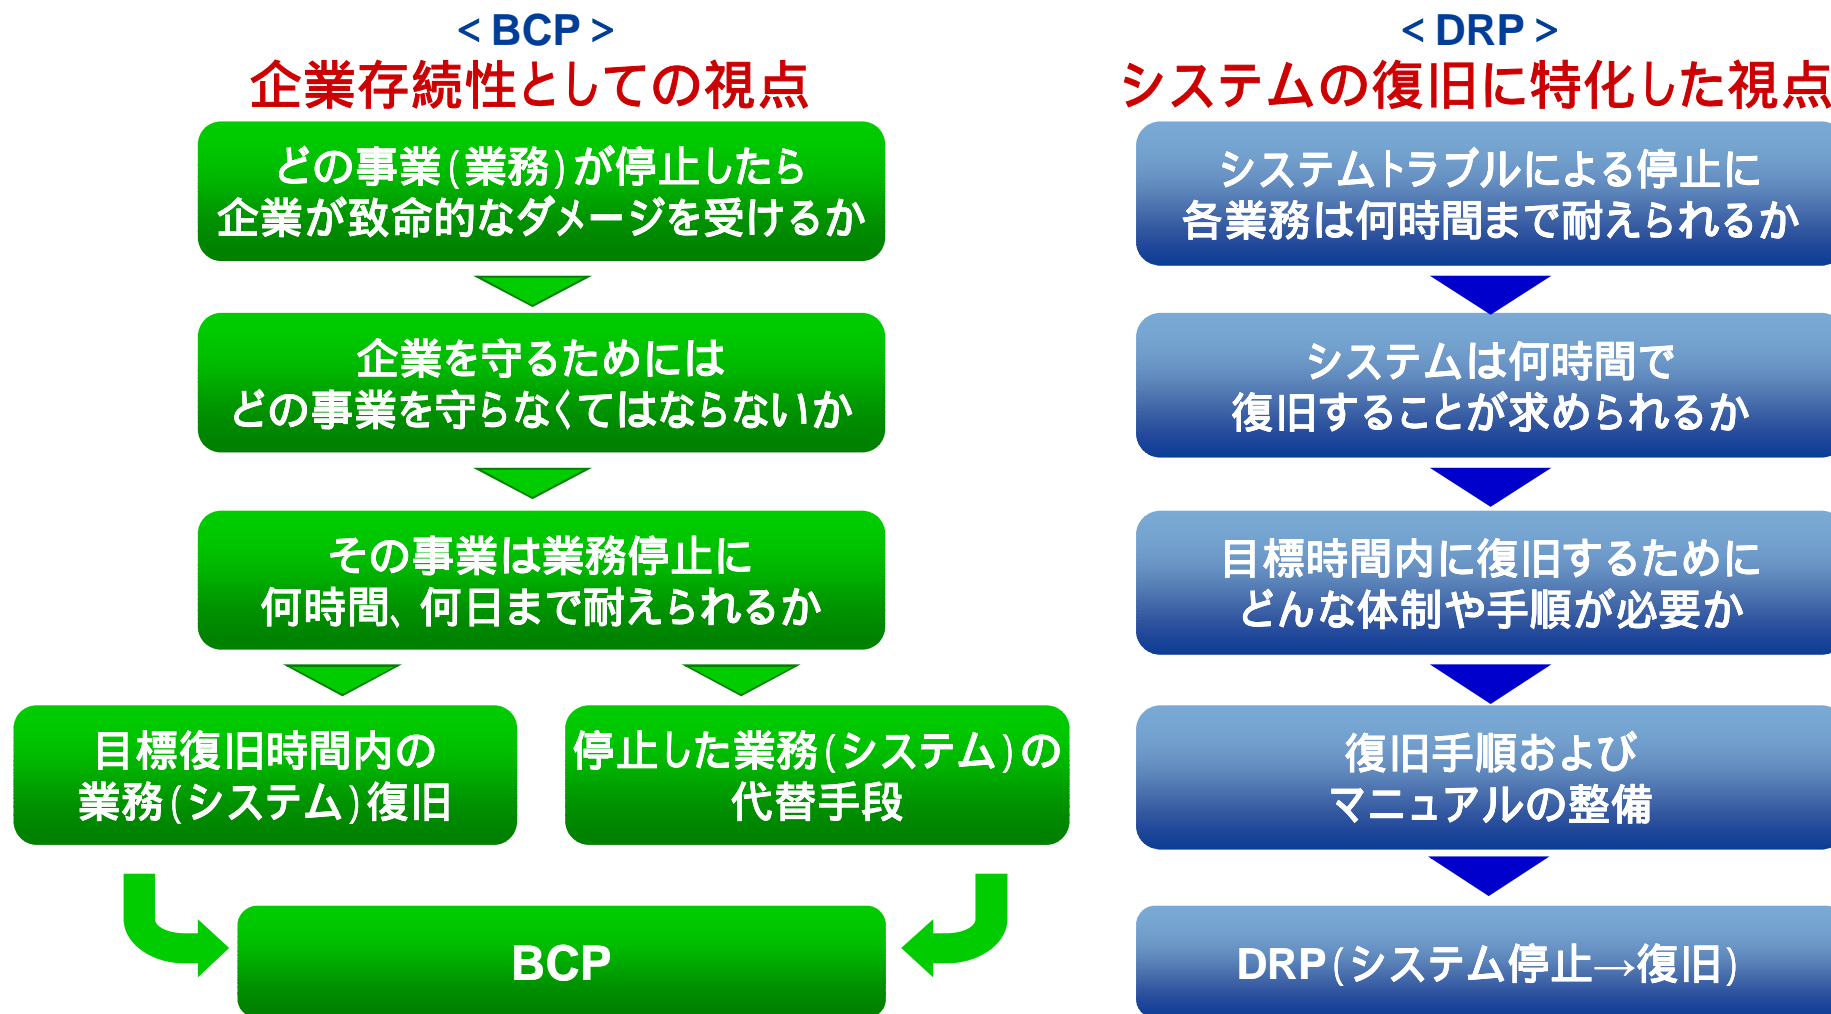 ＜BCP＞
企業存続性としての視点
どの事業(業務)が停止したら
企業が致命的なダメージを受けるか
企業を守るためには
どの事業を守らなくてはならないか
その事業は業務停止に
何時間、何日まで耐えられるか
目標復旧時間内の
業務(システム)復旧
停止した業務(システム)の
代替手段
BCP
＜DRP＞
システムの復旧に特化した視点
システムトラブルによる停止に
各業務は何時間まで耐えられるか
システムは何時間で
復旧することが求められるか
目標時間内に復旧するために
どんな体制や手順が必要か
復旧手順および
マニュアルの整備
DRP(システム停止→復旧)